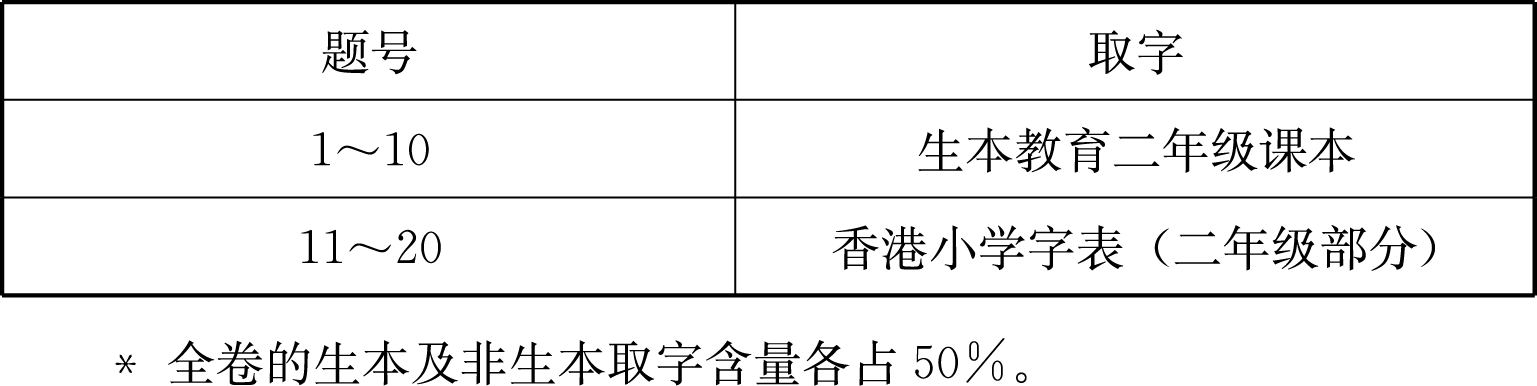 题号 取字
1～10 生本教育二年级课本
11～20 香港小学字表（二年级部分）
* 全卷的生本及非生本取字含量各占 50%。